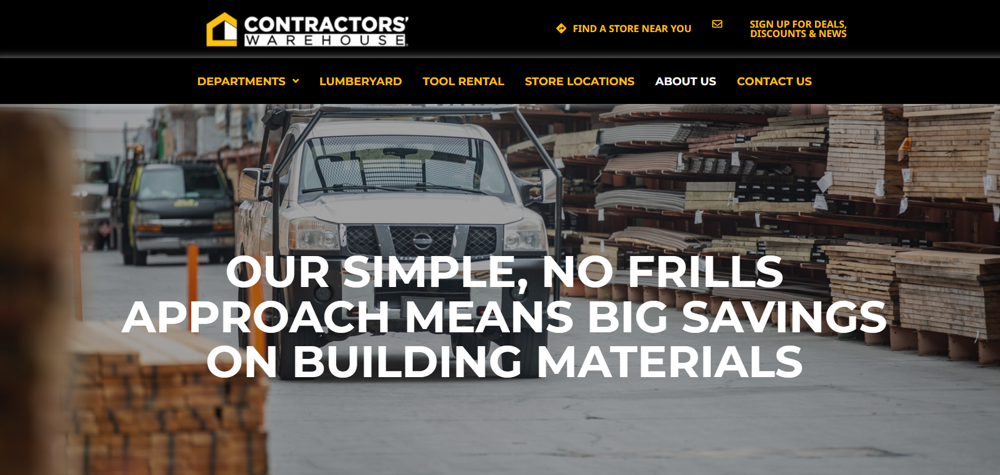 CONTRACTORS'
WAREHOUSE
FIND A STORE NEAR YOU
SIGN UP FOR DEALS,
DISCOUNTS & NEWS
DEPARTMENTS
LUMBERYARD
TOOL RENTAL
STORE LOCATIONS
ABOUT US
CONTACT US
OUR SIMPLE, NO FRILLS
APPROACH MEANS BIG SAVINGS
ON BUILDING MATERIALS